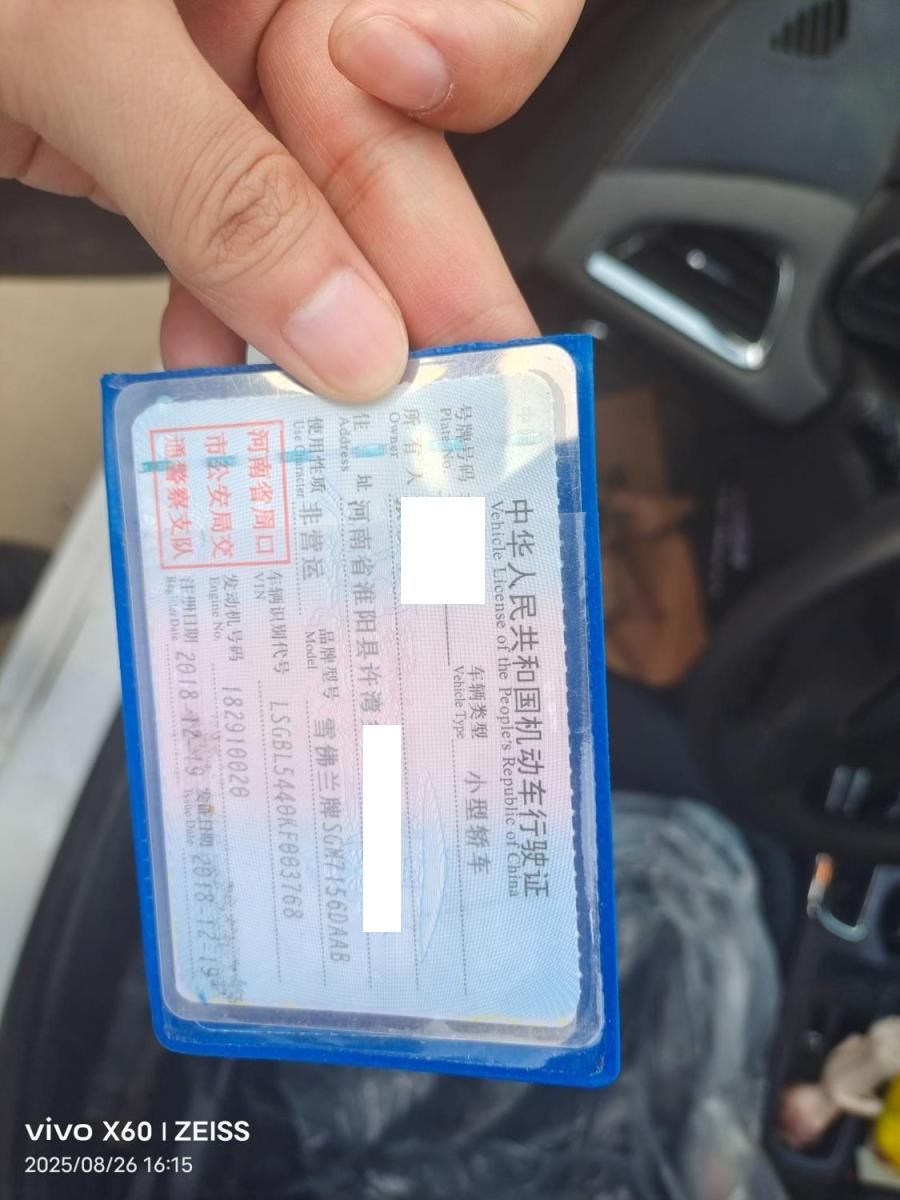 中华人民共和国机动车行驶证
Vehicle License of the People's Republic of China
号牌号码
Plate No.
车辆类型 小型轿车
Vehicle Type
所有人
Owner
住址 河南省淮阳县许湾
Address
使用性质 非营运
Use Character
品牌型号 雪佛兰牌SGM7156DAAB
Model
车辆识别代号 LSGBL5440KF003768
VIN
发动机号码 182910020
Engine No.
注册日期 2018-12-19
Register Date
发证日期 2018-12-19
Issue Date
河南省周口
市公安局交
通警察支队
vivo X60 | ZEISS
2025/08/26 16:15